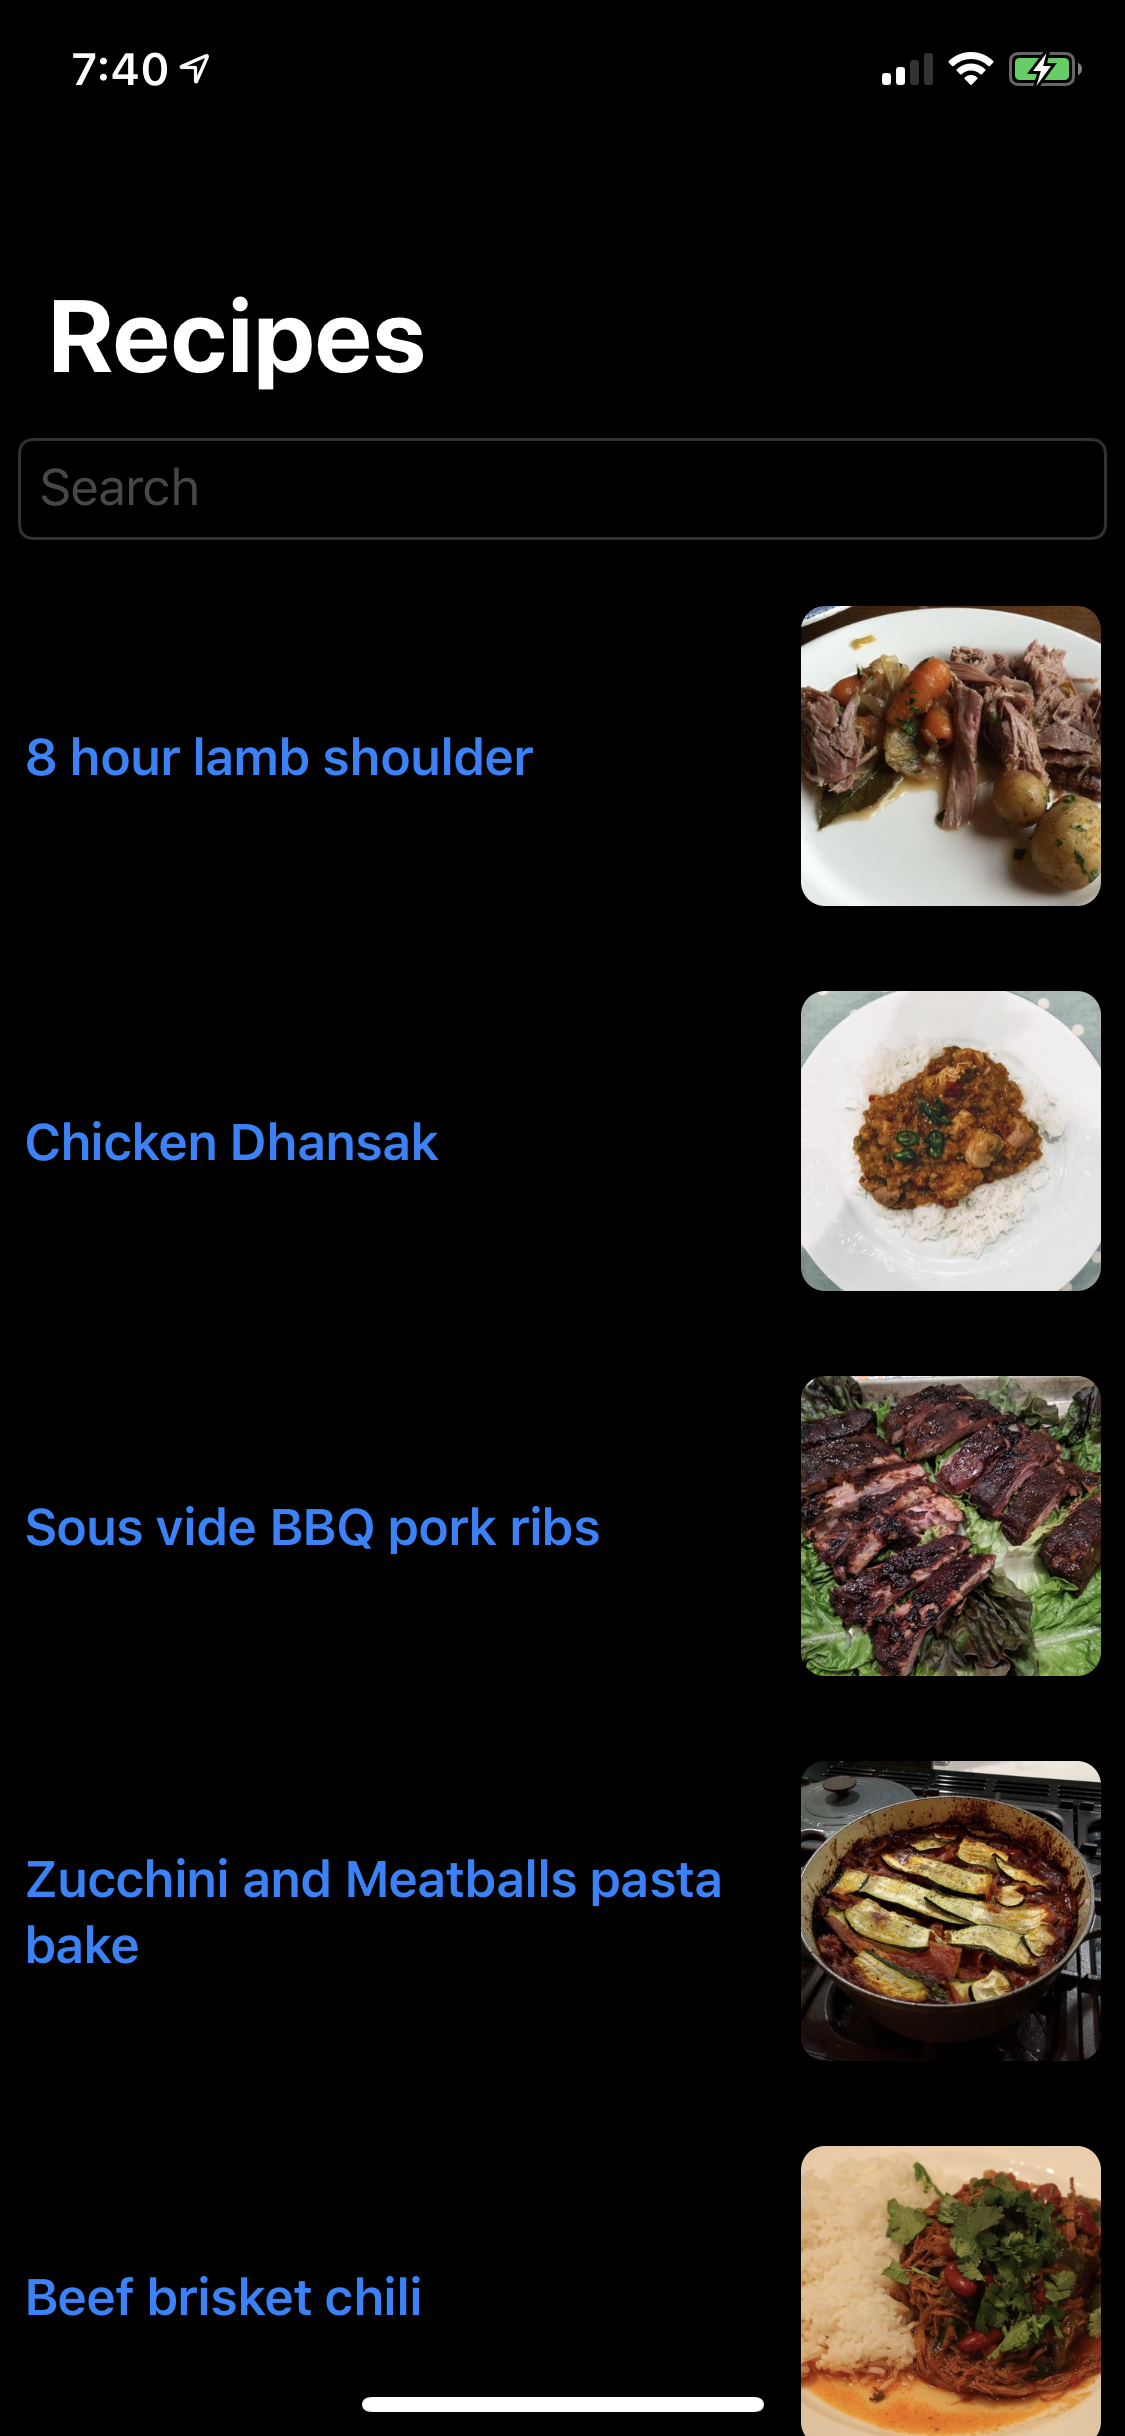 7:40
Recipes
Search
8 hour lamb shoulder
Chicken Dhansak
Sous vide BBQ pork ribs
Zucchini and Meatballs pasta
bake
Beef brisket chili